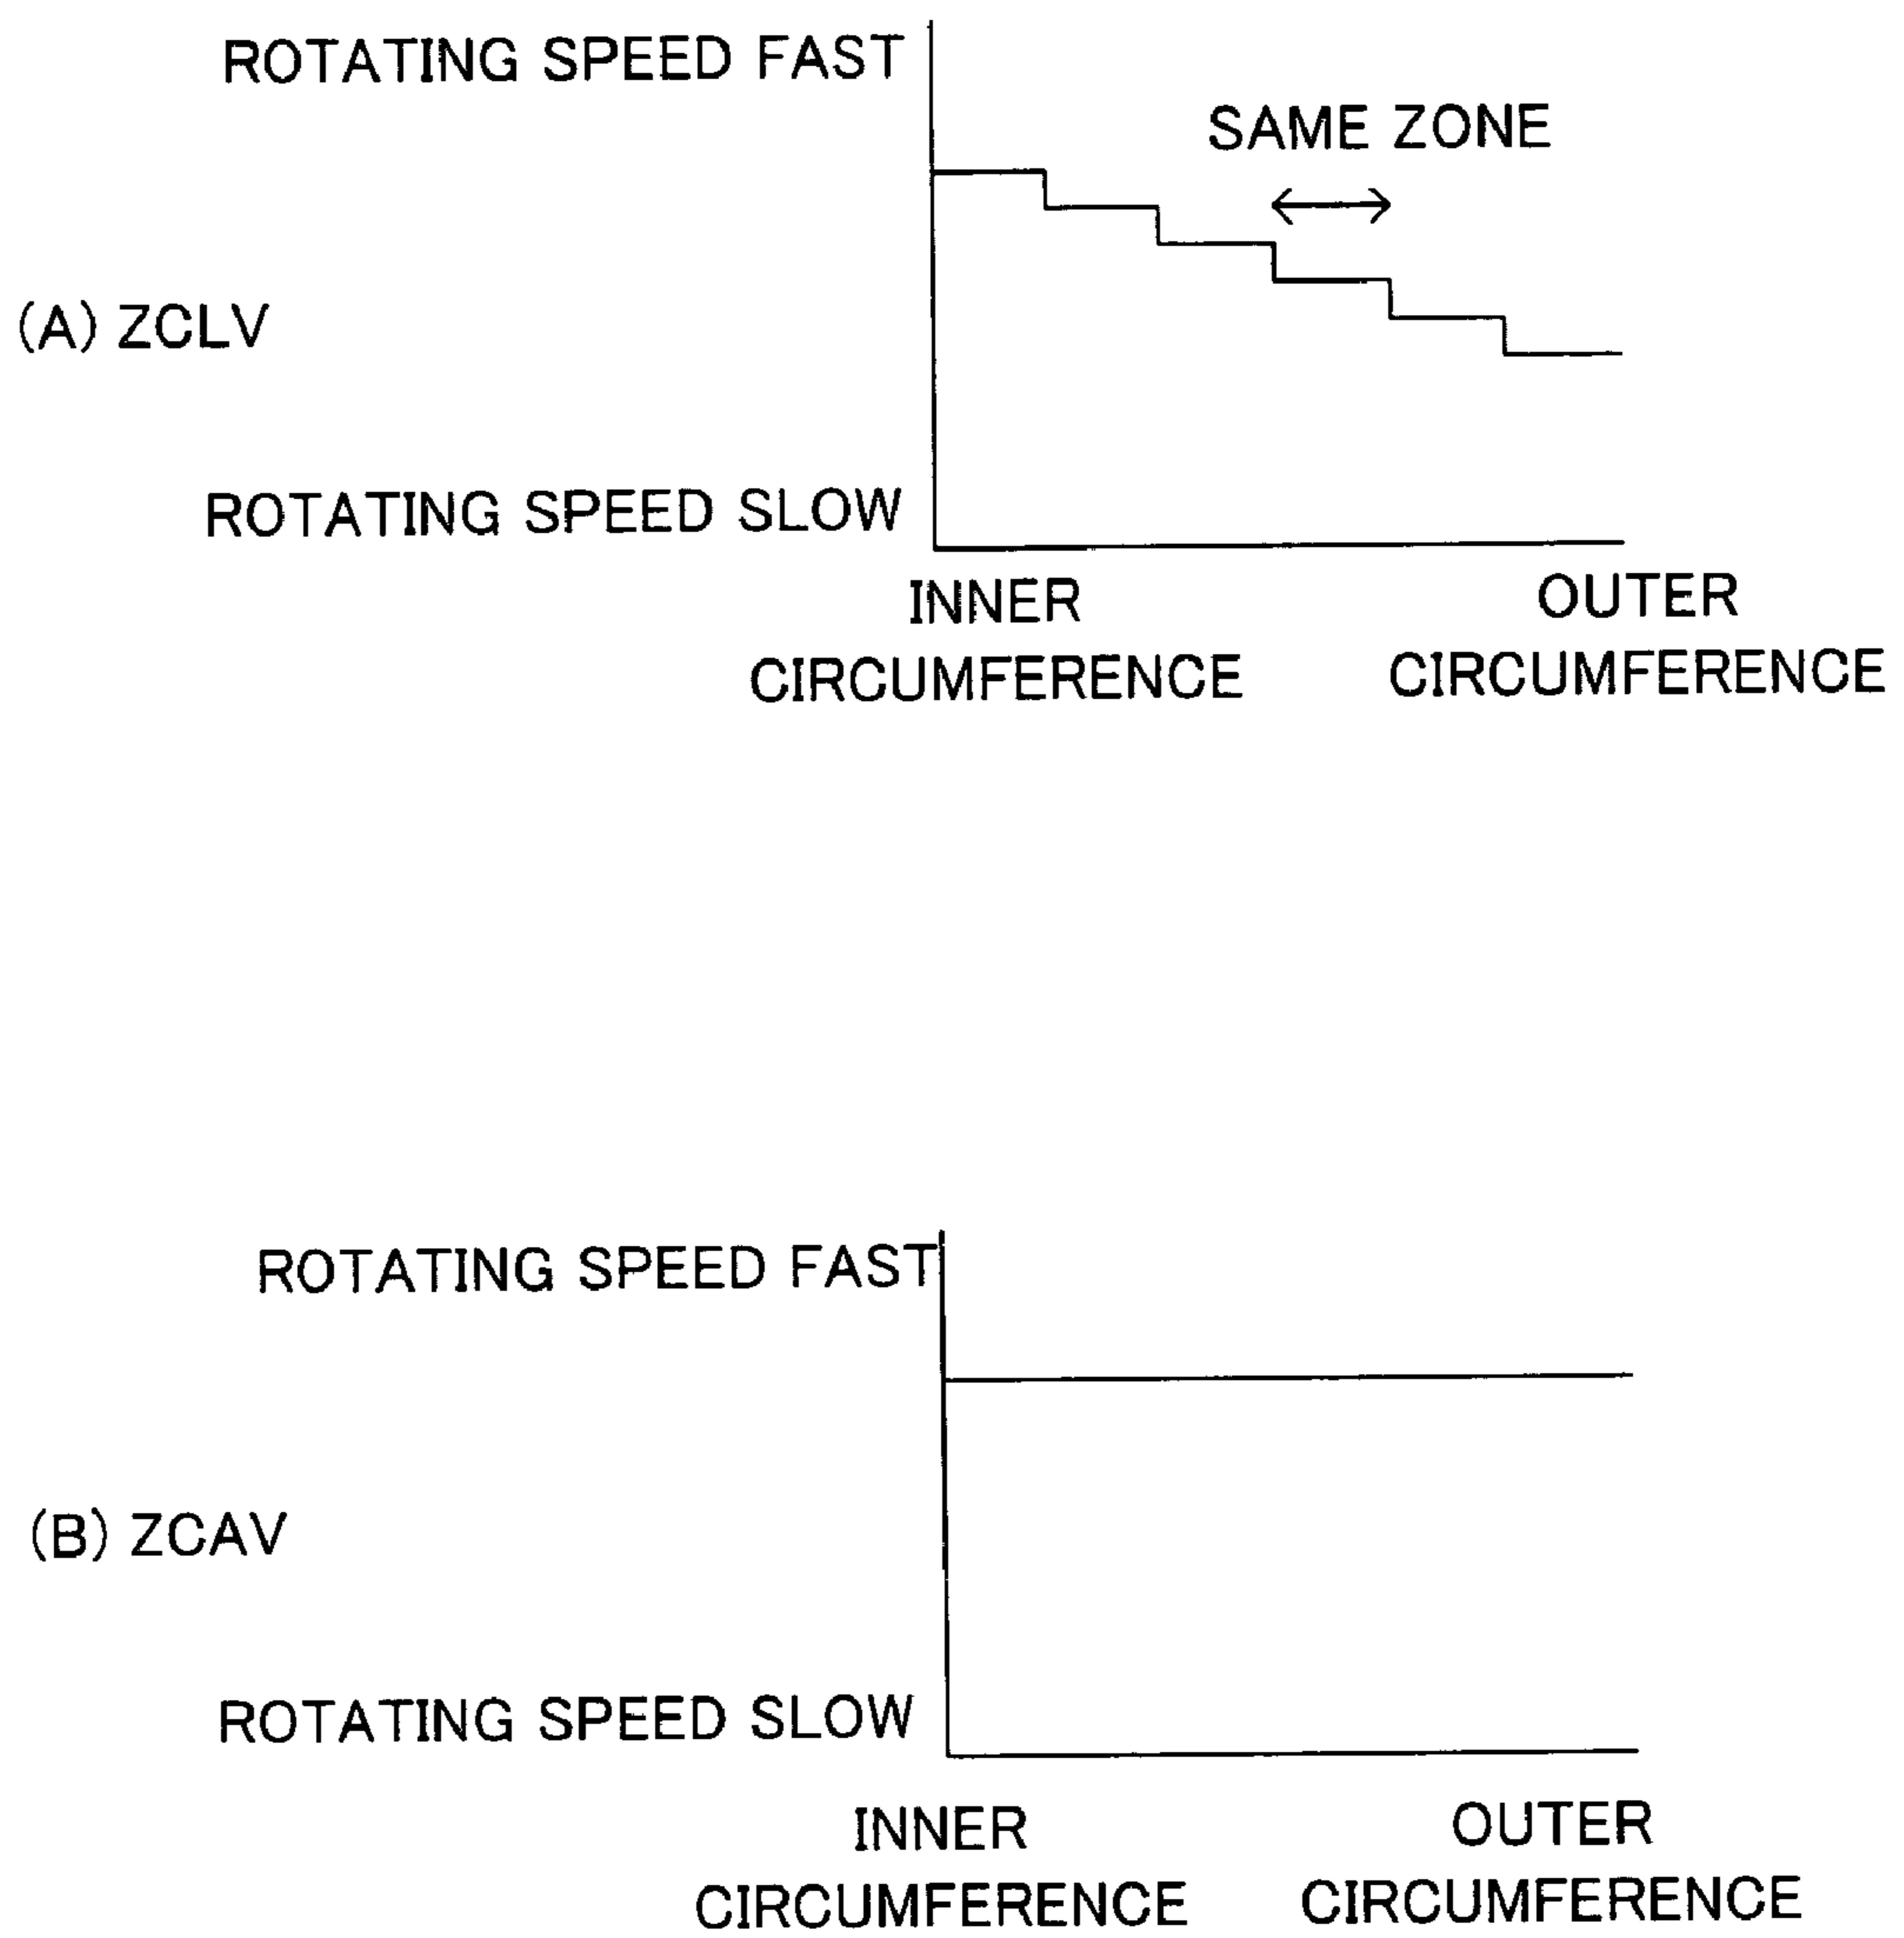 ROTATING SPEED FAST
SAME ZONE
(A) ZCLV
ROTATING SPEED SLOW
INNER
CIRCUMFERENCE
OUTER
CIRCUMFERENCE
ROTATING SPEED FAST
(B) ZCAV
ROTATING SPEED SLOW
INNER
CIRCUMFERENCE
OUTER
CIRCUMFERENCE